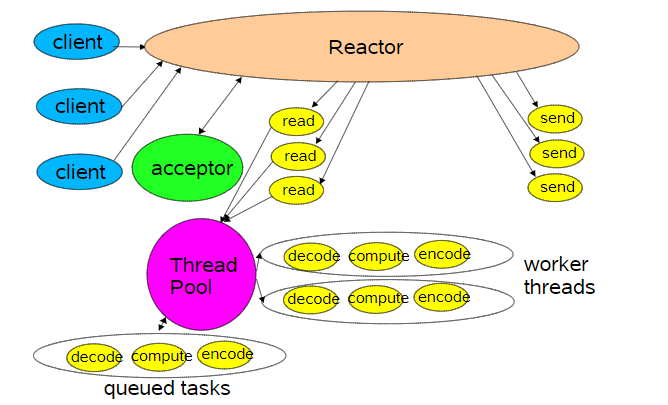 client
Reactor
client
read
send
client
acceptor
read
send
read
send
Thread
Pool
decode compute encode
worker
threads
decode compute encode
decode compute encode
queued tasks